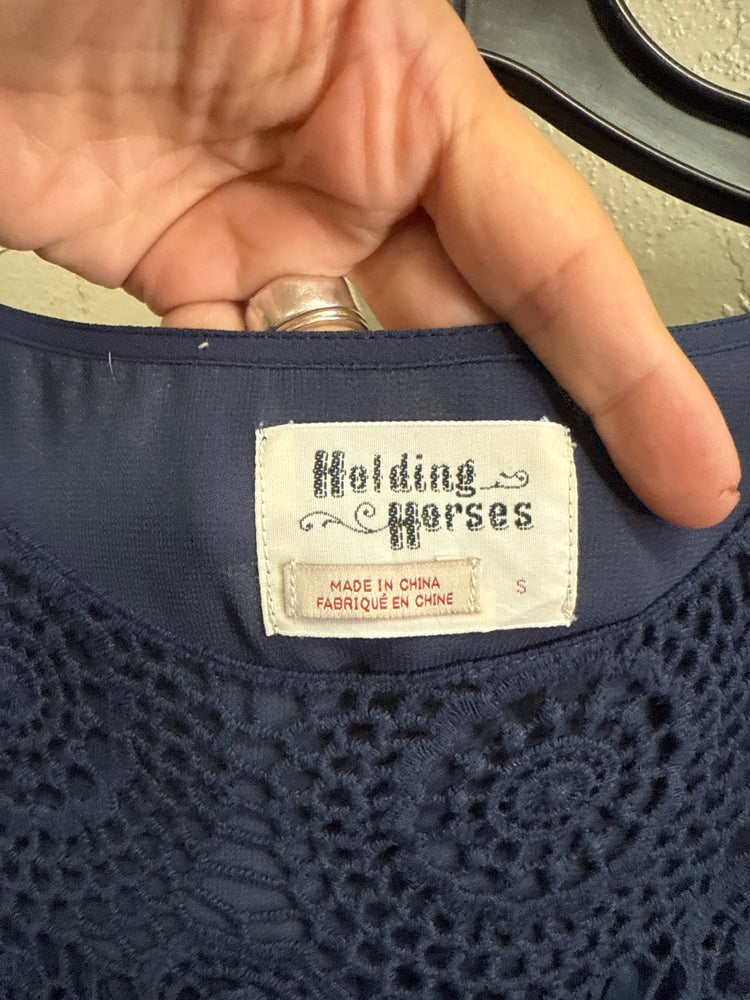 Holding
Horses
MADE IN CHINA
FABRIQUÉ EN CHINE
S